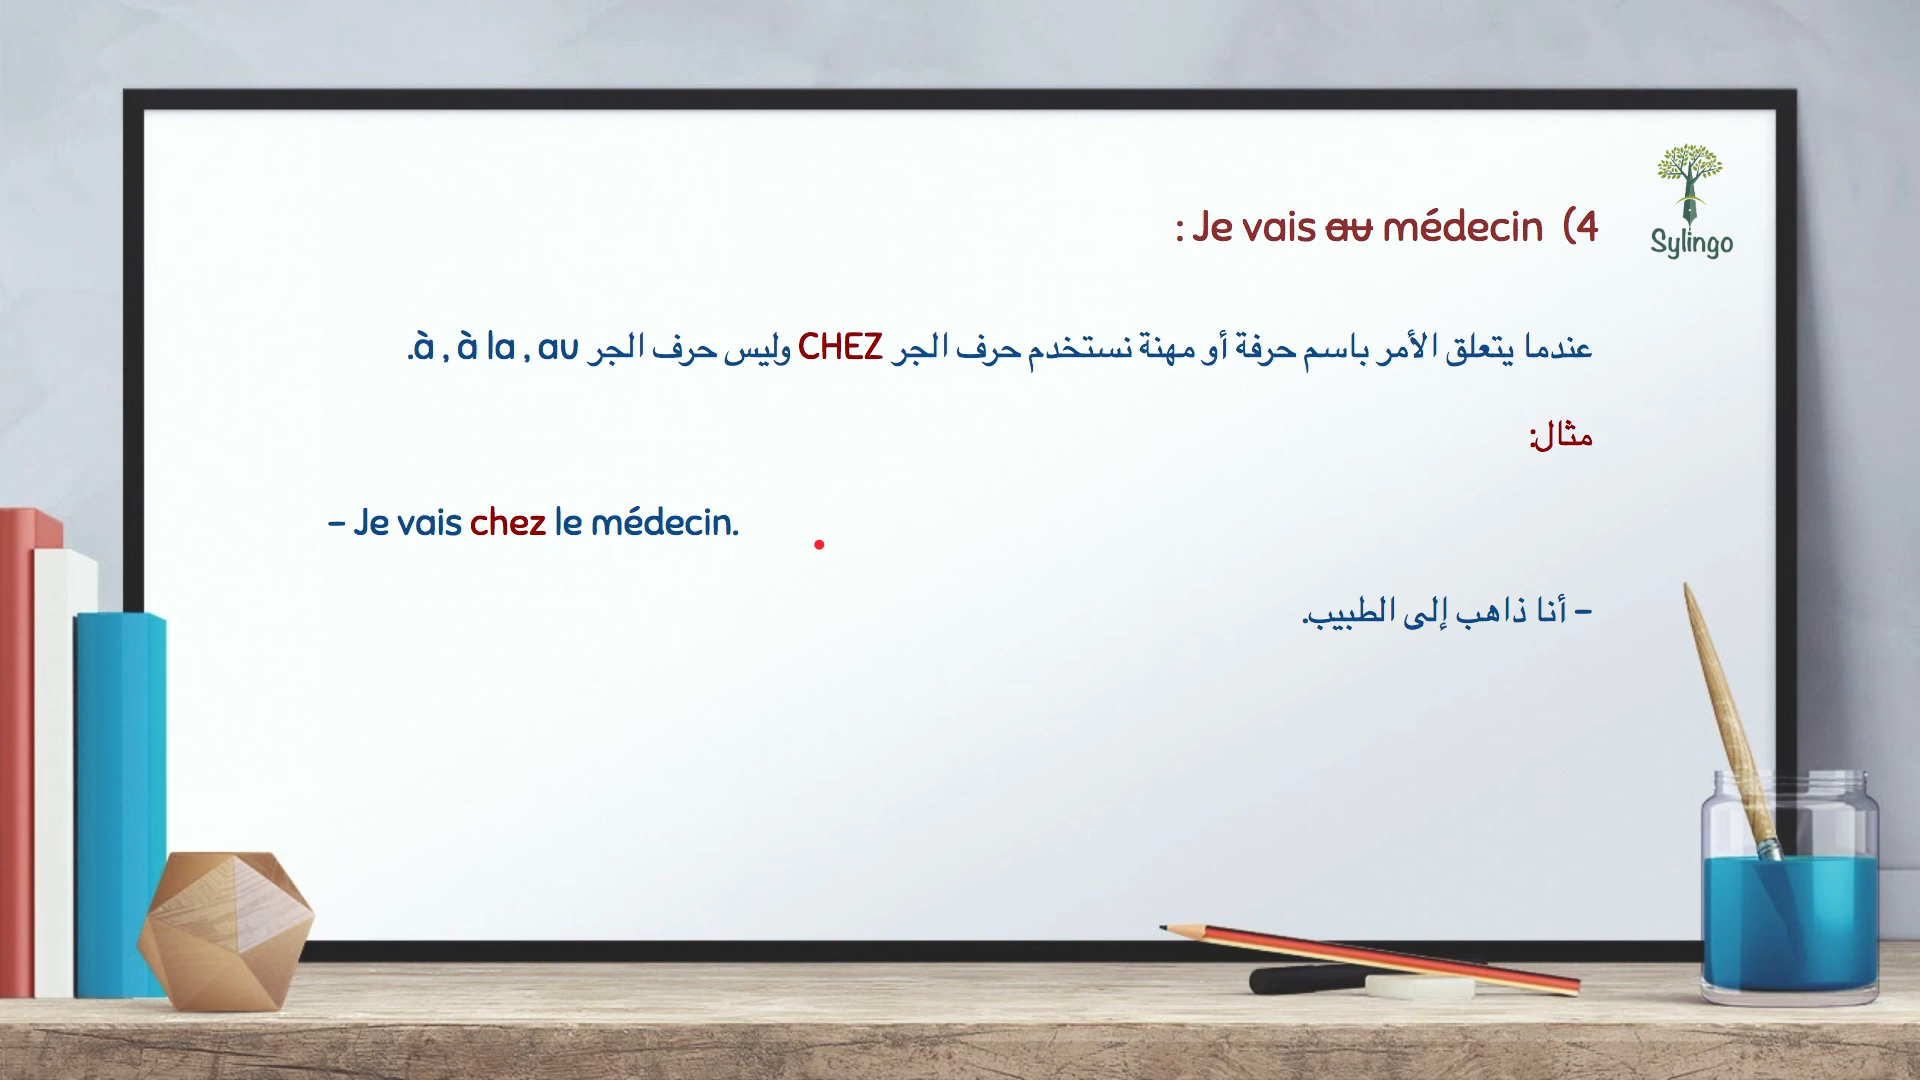 Sylingo
4) Je vais au médecin :
عندما يتعلق الأمر باسم حرفة أو مهنة نستخدم حرف الجر CHEZ وليس حرف الجر à , à la , au.
مثال:
– Je vais chez le médecin.
– أنا ذاهب إلى الطبيب.